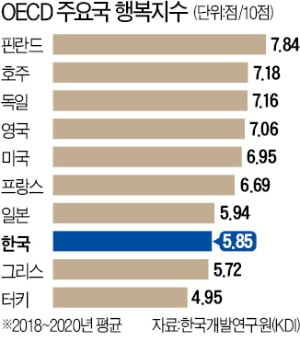 OECD 주요국 행복지수 (단위:점/10점)
핀란드 7,84
호주 7,18
독일 7,16
영국 7,06
미국 6,95
프랑스 6,69
일본 5,94
한국 5,85
그리스 5,72
터키 4,95
※2018~2020년 평균 자료:한국개발연구원(KDI)